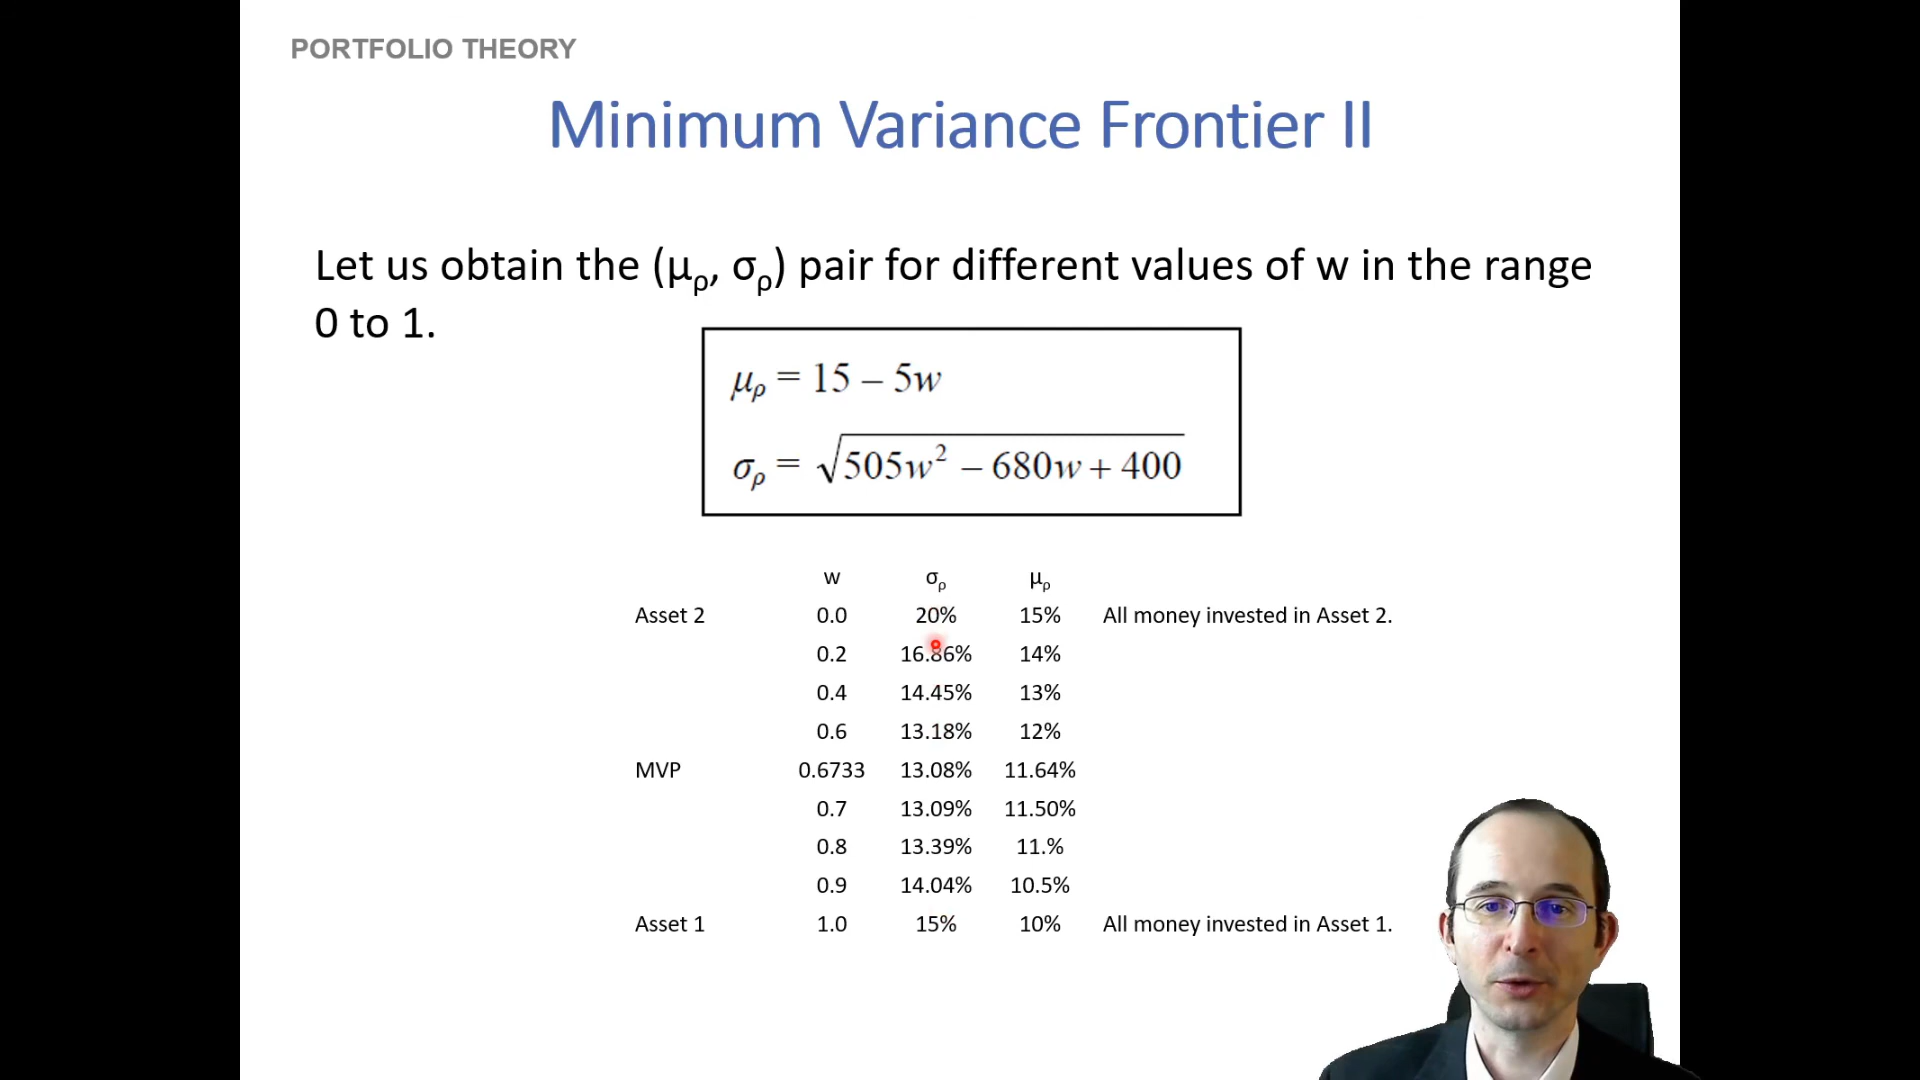 PORTFOLIO THEORY
Minimum Variance Frontier II
Let us obtain the (μρ, σρ) pair for different values of w in the range
0 to 1.
μρ = 15 – 5w
σρ = √505w² – 680w + 400
w σρ μρ
Asset 2 0.0 20% 15% All money invested in Asset 2.
0.2 16.86% 14%
0.4 14.45% 13%
0.6 13.18% 12%
MVP 0.6733 13.08% 11.64%
0.7 13.09% 11.50%
0.8 13.39% 11.%
0.9 14.04% 10.5%
Asset 1 1.0 15% 10% All money invested in Asset 1.